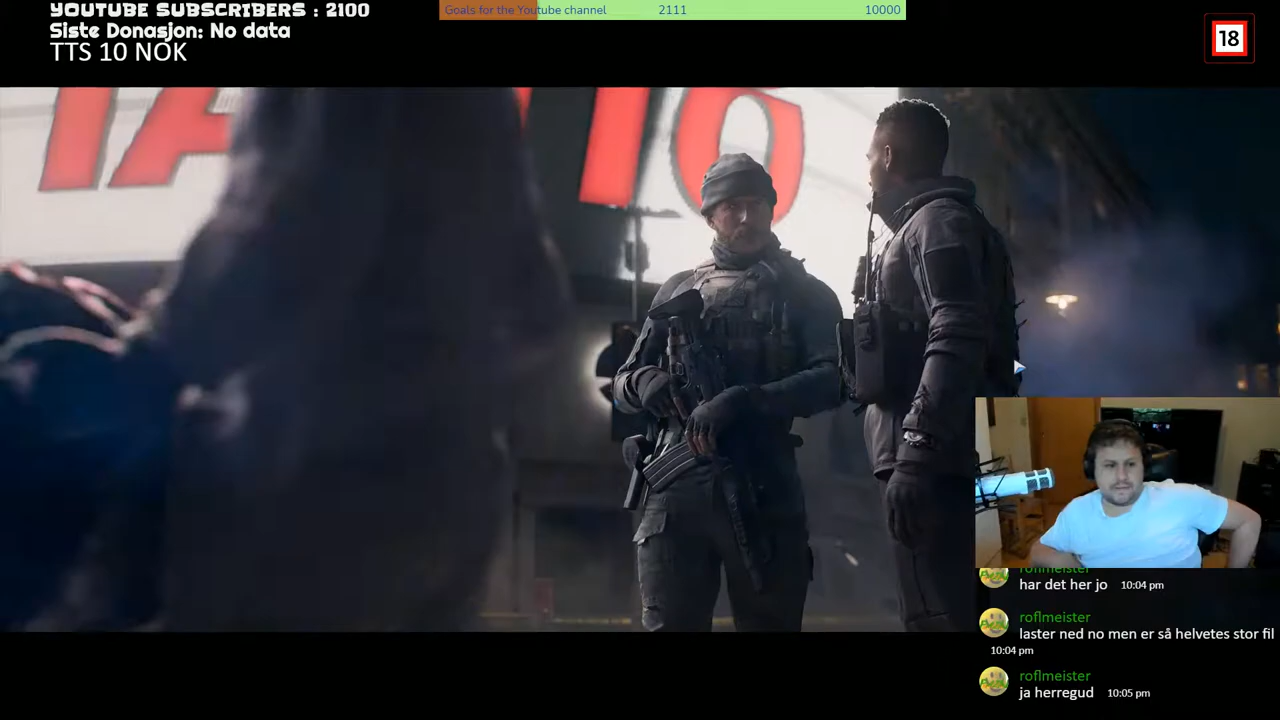 YOUTUBE SUBSCRIBERS : 2100
Siste Donasjon: No data
TTS 10 NOK
Goals for the Youtube channel 2111 10000
18
roflmeister
har det her jo 10:04 pm
roflmeister
laster ned no men er så helvetes stor fil
10:04 pm
roflmeister
ja herregud 10:05 pm